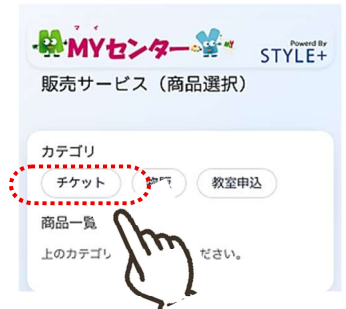 マイ
MYセンター
Powered By
STYLE+
販売サービス（商品選択）
カテゴリ
チケット
教室申込
商品一覧
上のカテゴリ ださい。